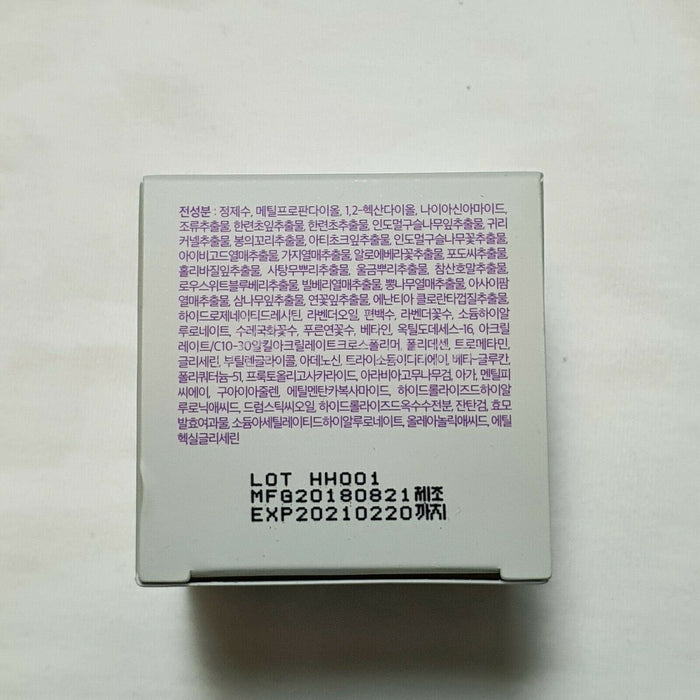 전성분 : 정제수, 메틸프로판다이올, 1,2-헥산다이올, 나이아신아마이드,
조류추출물, 한련초잎추출물, 한련초추출물, 인도멀구슬나무잎추출물, 귀리
커넬추출물, 봉의꼬리추출물, 아티초크잎추출물, 인도멀구슬나무꽃추출물,
아이비고드열매추출물, 가지열매추출물, 알로에베라꽃추출물, 포도씨추출물,
홀리바질잎추출물, 사탕무뿌리추출물, 울금뿌리추출물, 참산호말추출물,
로우스위트블루베리추출물, 빌베리열매추출물, 뽕나무열매추출물, 아사이팜
열매추출물, 삼나무잎추출물, 연꽃잎추출물, 에난티아 클로란타껍질추출물,
하이드로제네이티드레시틴, 라벤더오일, 편백수, 라벤더꽃수, 소듐하이알
루로네이트, 수레국화꽃수, 푸른연꽃수, 베타인, 옥틸도데세스-16, 아크릴
레이트/C10-30알킬아크릴레이트크로스폴리머, 폴리데센, 트로메타민,
글리세린, 부틸렌글라이콜, 아데노신, 트라이소듐이디티에이, 베타-글루칸,
폴리쿼터늄-51, 프룩토올리고사카라이드, 아라비아고무나무검, 아가, 멘틸피
씨에이, 구아이아줄렌, 에틸멘탄카복사마이드, 하이드롤라이즈드하이알
루로닉애씨드, 드럼스틱씨오일, 하이드롤라이즈드옥수수전분, 잔탄검, 효모
발효여과물, 소듐아세틸레이티드하이알루로네이트, 올레아놀릭애씨드, 에틸
헥실글리세린
LOT HH001
MFG20180821제조
EXP20210220까지